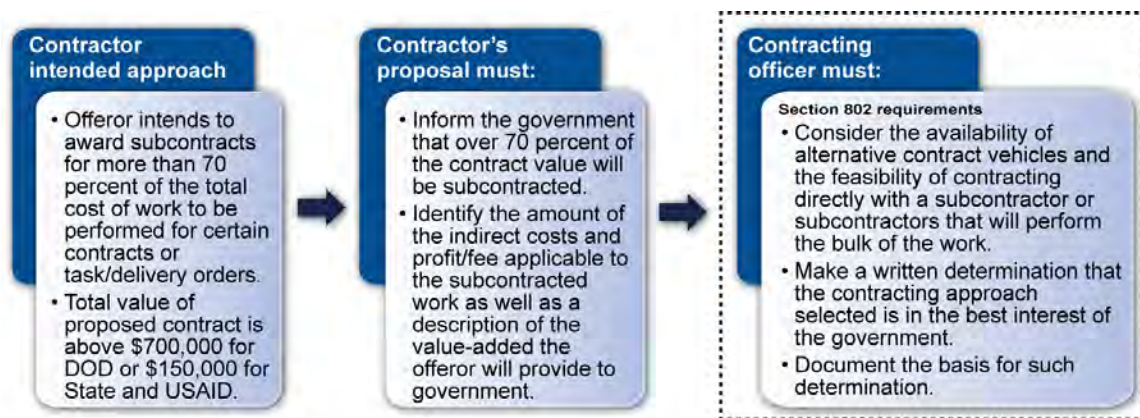 Contractor
intended approach
• Offeror intends to
award subcontracts
for more than 70
percent of the total
cost of work to be
performed for certain
contracts or
task/delivery orders.
• Total value of
proposed contract is
above $700,000 for
DOD or $150,000 for
State and USAID.
Contractor's
proposal must:
• Inform the government
that over 70 percent of
the contract value will
be subcontracted.
• Identify the amount of
the indirect costs and
profit/fee applicable to
the subcontracted
work as well as a
description of the
value-added the
offeror will provide to
government.
Contracting
officer must:
Section 802 requirements
• Consider the availability of
alternative contract vehicles and
the feasibility of contracting
directly with a subcontractor or
subcontractors that will perform
the bulk of the work.
• Make a written determination that
the contracting approach
selected is in the best interest of
the government.
• Document the basis for such
determination.